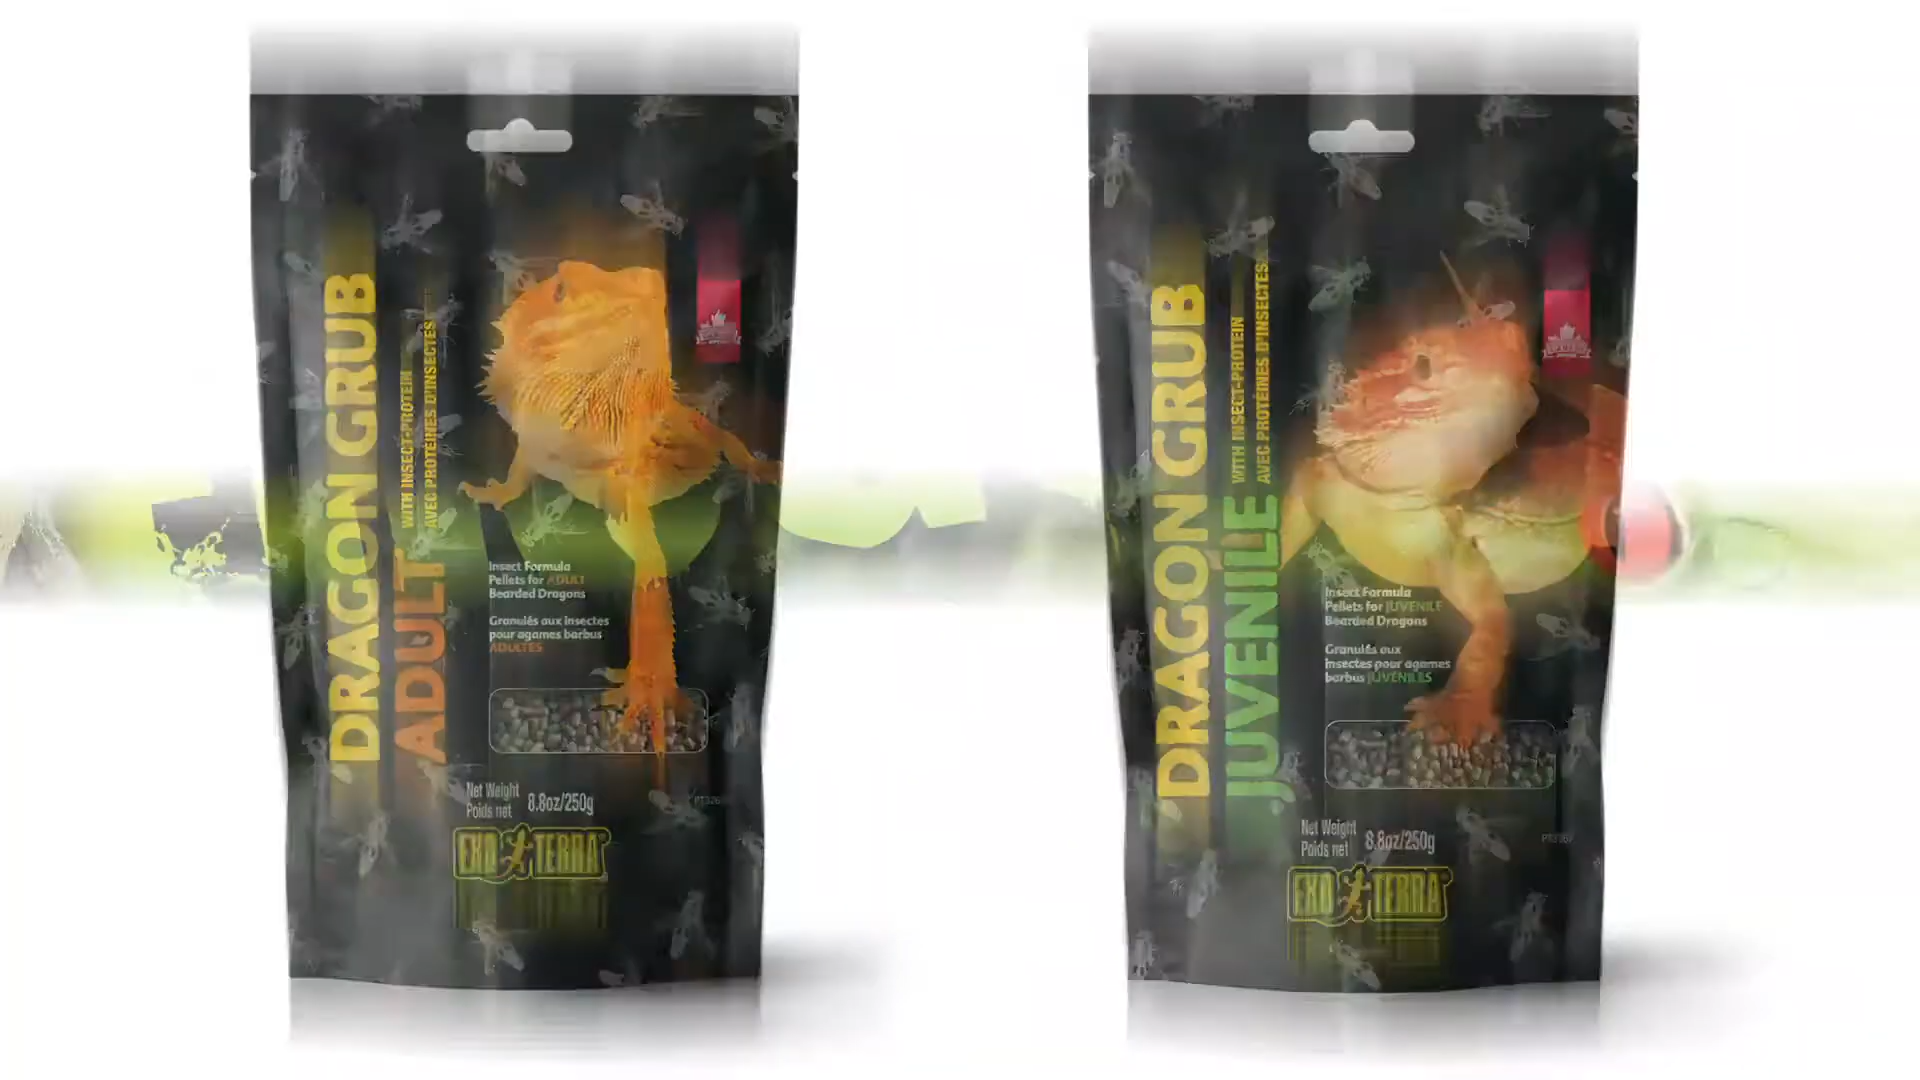 DRAGON GRUB
ADULT
WITH INSECT-PROTEIN
AVEC PROTÉINES D'INSECTES
Insect Formula
Pellets for ADULT
Bearded Dragons
Granulés aux insectes
pour agames barbus
ADULTES
Net Weight
Poids net
8.8oz/250g
EXO TERRA
DRAGON GRUB
JUVENILE
WITH INSECT-PROTEIN
AVEC PROTÉINES D'INSECTES
Insect Formula
Pellets for JUVENILE
Bearded Dragons
Granulés aux
insectes pour agames
barbus JUVÉNILES
Net Weight
Poids net
8.8oz/250g
EXO TERRA